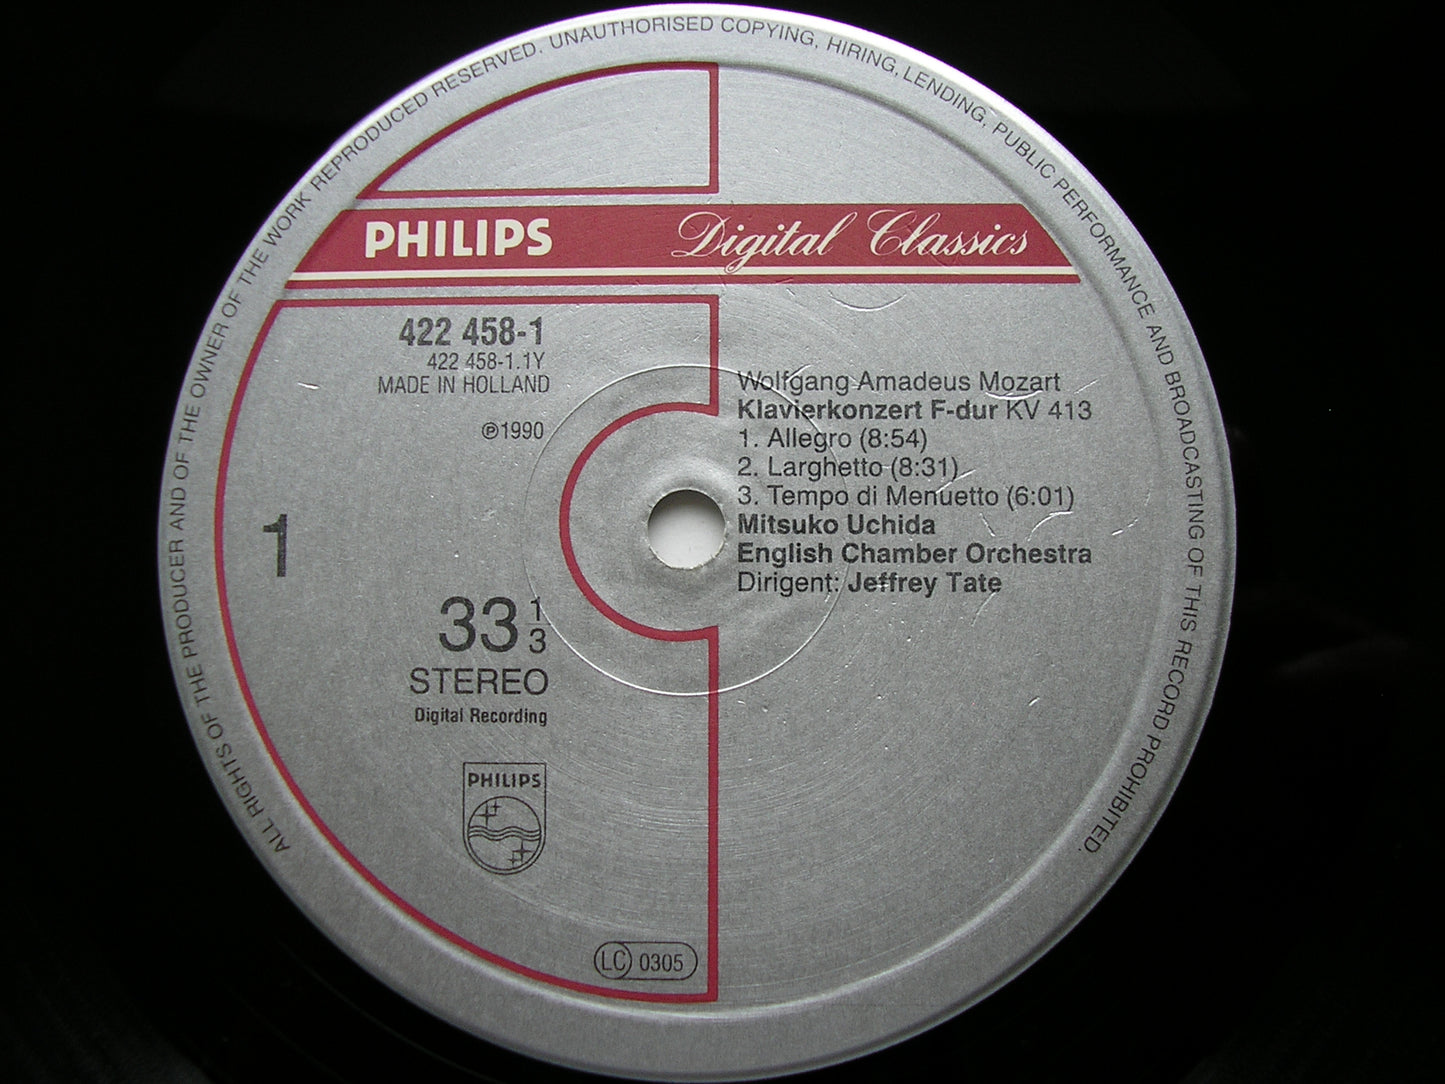 ALL RIGHTS OF THE PRODUCER AND OF THE OWNER OF THE WORK REPRODUCED RESERVED. UNAUTHORISED COPYING, HIRING, LENDING, PUBLIC PERFORMANCE AND BROADCASTING OF THIS RECORD PROHIBITED.
PHILIPS Digital Classics
422 458-1
422 458-1.1Y
MADE IN HOLLAND
℗1990
1
33 1/3
STEREO
Digital Recording
PHILIPS
LC 0305
Wolfgang Amadeus Mozart
Klavierkonzert F-dur KV 413
1. Allegro (8:54)
2. Larghetto (8:31)
3. Tempo di Menuetto (6:01)
Mitsuko Uchida
English Chamber Orchestra
Dirigent: Jeffrey Tate